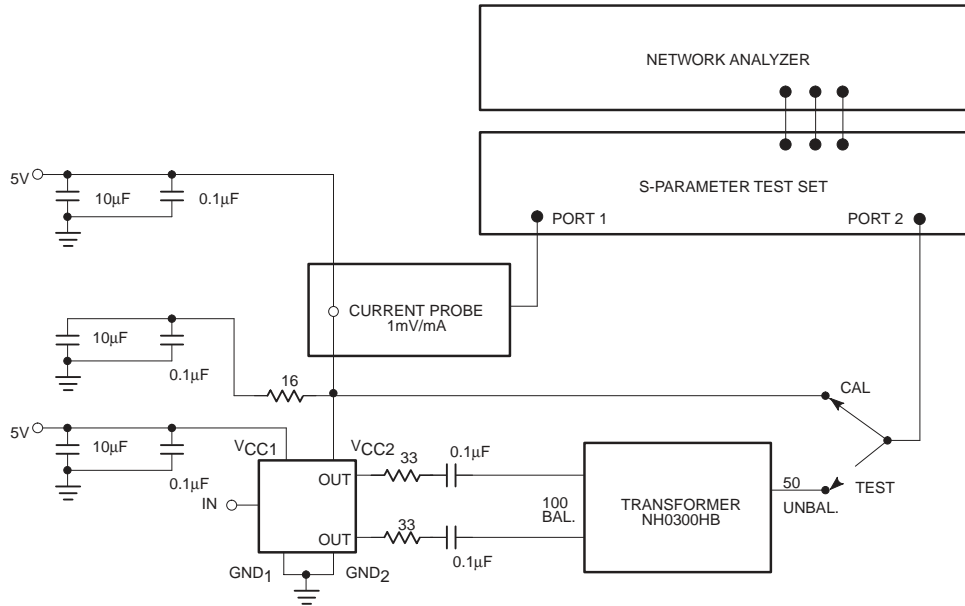 NETWORK ANALYZER
S-PARAMETER TEST SET
PORT 1
PORT 2
5V
10µF
0.1µF
CURRENT PROBE
1mV/mA
10µF
0.1µF
16
CAL
5V
10µF
0.1µF
VCC1
VCC2
33
0.1µF
OUT
IN
OUT
33
0.1µF
100
BAL.
TRANSFORMER
NH0300HB
50
UNBAL.
TEST
GND1
GND2